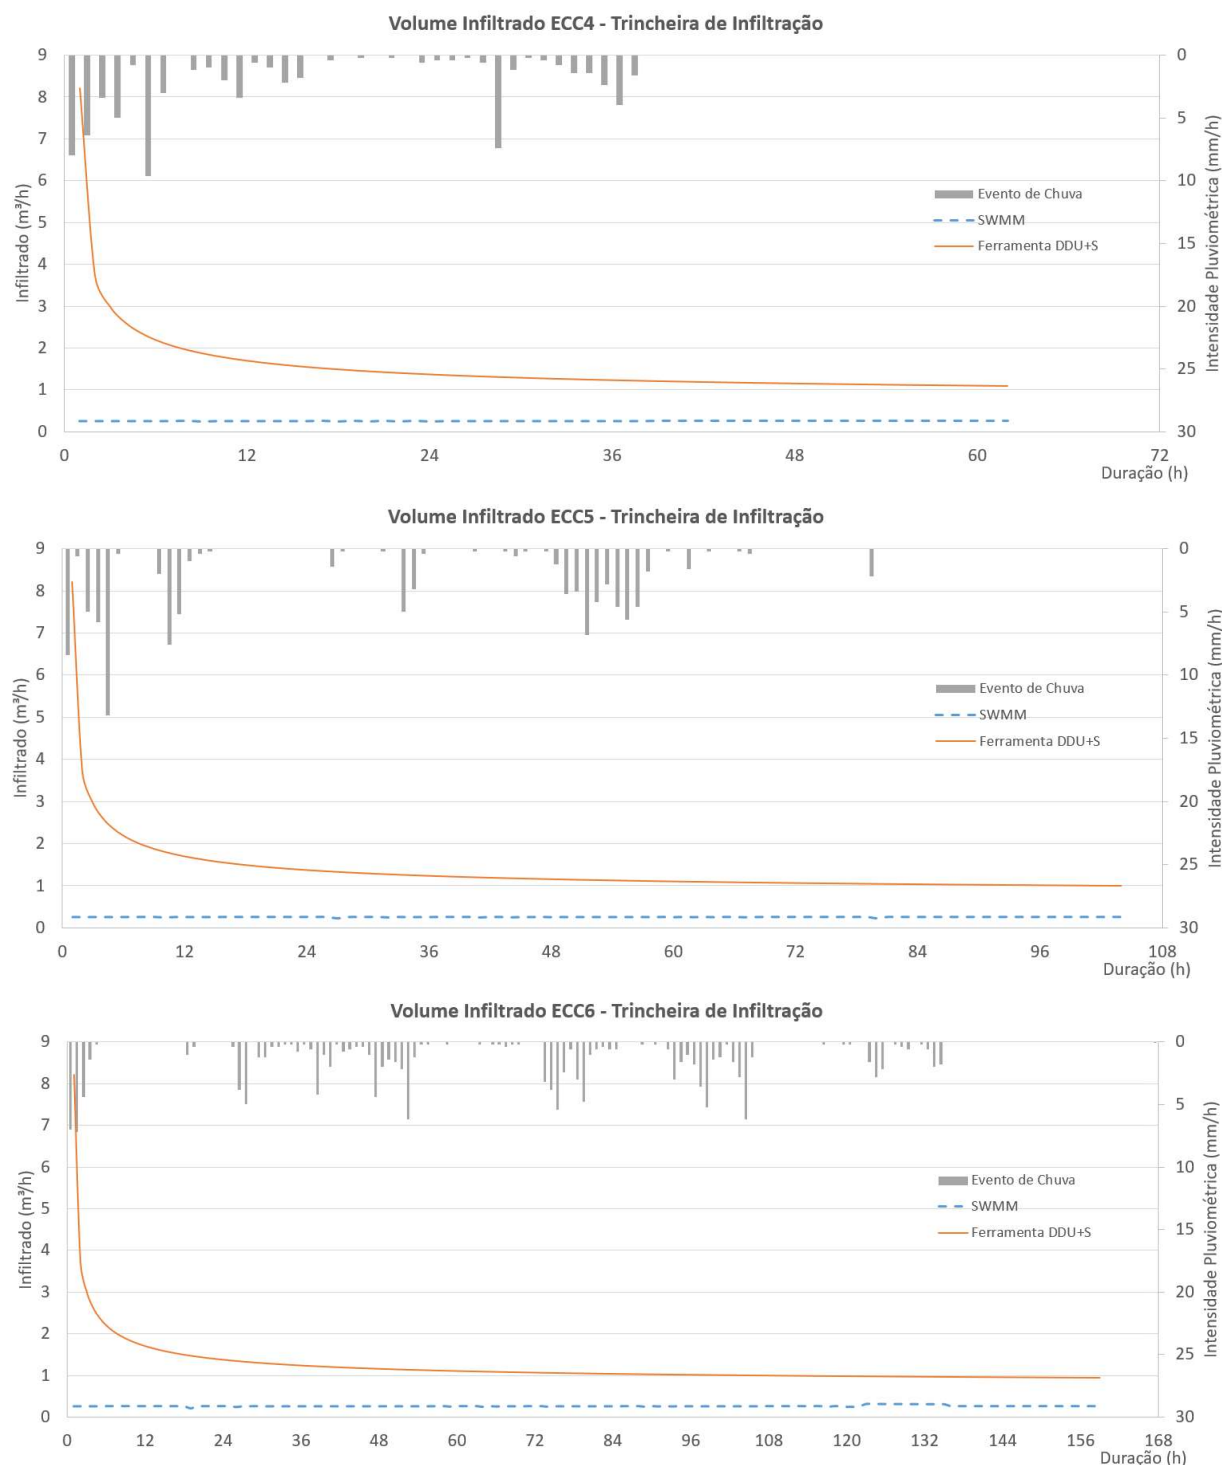 Volume Infiltrado ECC4 - Trincheira de Infiltração
9
8
7
6
5
4
3
2
1
0
Infiltrado (m³/h)
0
5
10
15
20
25
30
Intensidade Pluviométrica (mm/h)
Evento de Chuva
SWMM
Ferramenta DDU+S
0 12 24 36 48 60 72
Duração (h)
Volume Infiltrado ECC5 - Trincheira de Infiltração
9
8
7
6
5
4
3
2
1
0
Infiltrado (m³/h)
0
5
10
15
20
25
30
Intensidade Pluviométrica (mm/h)
Evento de Chuva
SWMM
Ferramenta DDU+S
0 12 24 36 48 60 72 84 96 108
Duração (h)
Volume Infiltrado ECC6 - Trincheira de Infiltração
9
8
7
6
5
4
3
2
1
0
Infiltrado (m³/h)
0
5
10
15
20
25
30
Intensidade Pluviométrica (mm/h)
Evento de Chuva
SWMM
Ferramenta DDU+S
0 12 24 36 48 60 72 84 96 108 120 132 144 156 168
Duração (h)